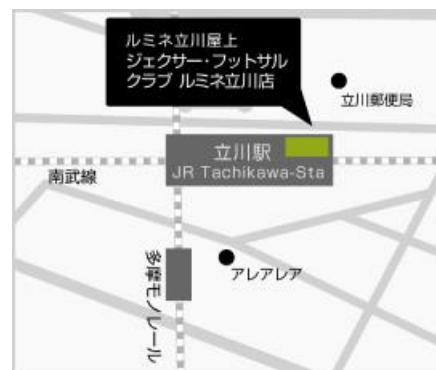 ルミネ立川屋上
ジェクサー・フットサル
クラブ ルミネ立川店
立川郵便局
立川駅
JR Tachikawa-Sta
南武線
多摩モノレール
アレアレア